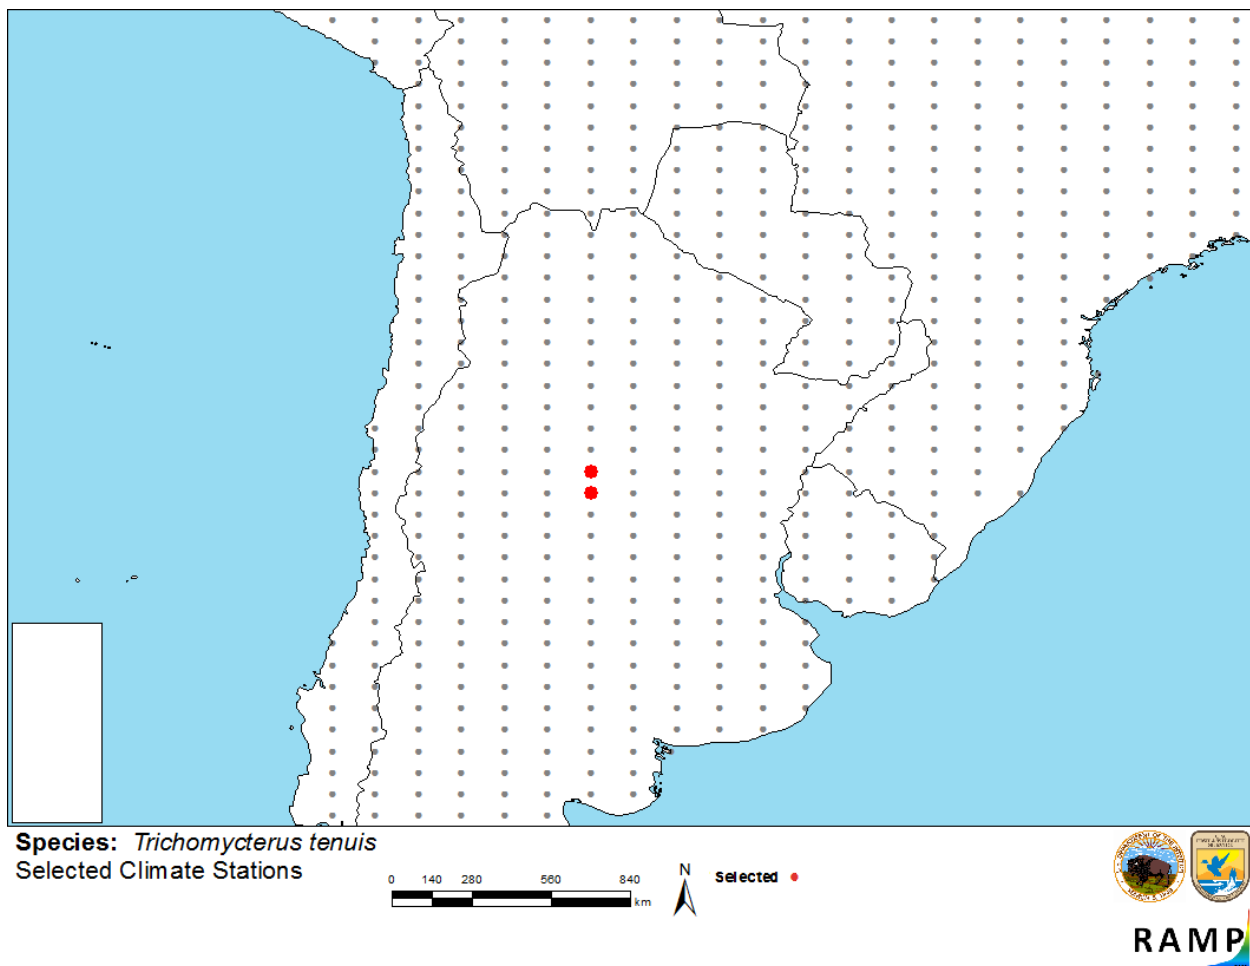 Species: Trichomycterus tenuis
Selected Climate Stations
0 140 280 560 840
km
N
Selected
RAMP